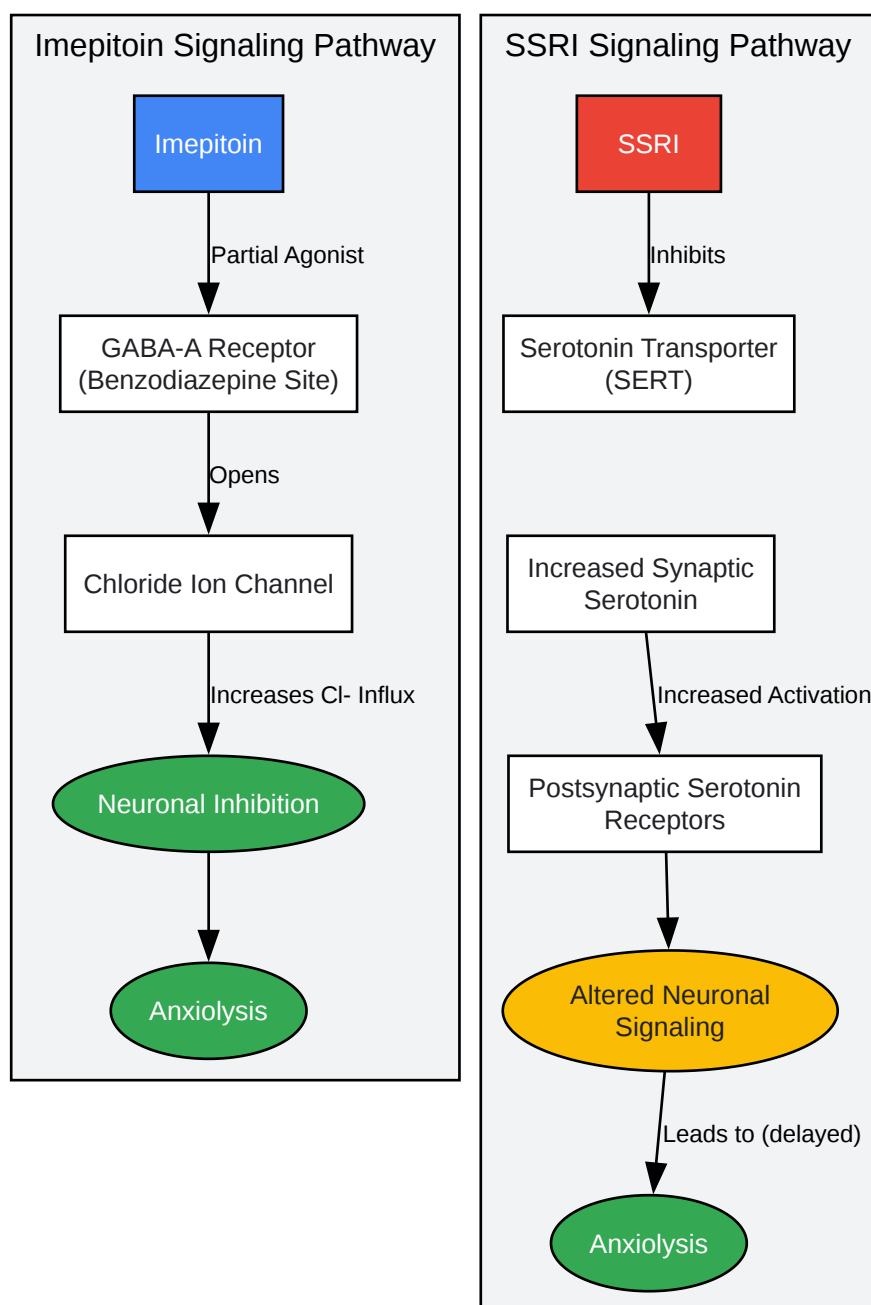 Imepitoin Signaling Pathway
Imepitoin
Partial Agonist
GABA-A Receptor
(Benzodiazepine Site)
Opens
Chloride Ion Channel
Increases Cl- Influx
Neuronal Inhibition
Anxiolysis
SSRI Signaling Pathway
SSRI
Inhibits
Serotonin Transporter
(SERT)
Increased Synaptic
Serotonin
Increased Activation
Postsynaptic Serotonin
Receptors
Altered Neuronal
Signaling
Leads to (delayed)
Anxiolysis